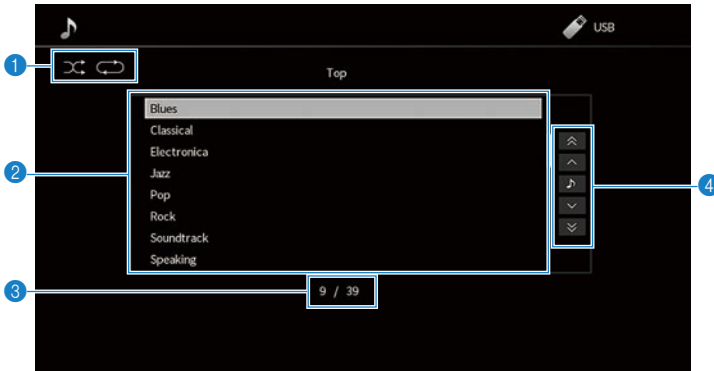 USB
1
Top
Blues
Classical
Electronica
2
Jazz
4
Pop
Rock
Soundtrack
Speaking
3
9 / 39